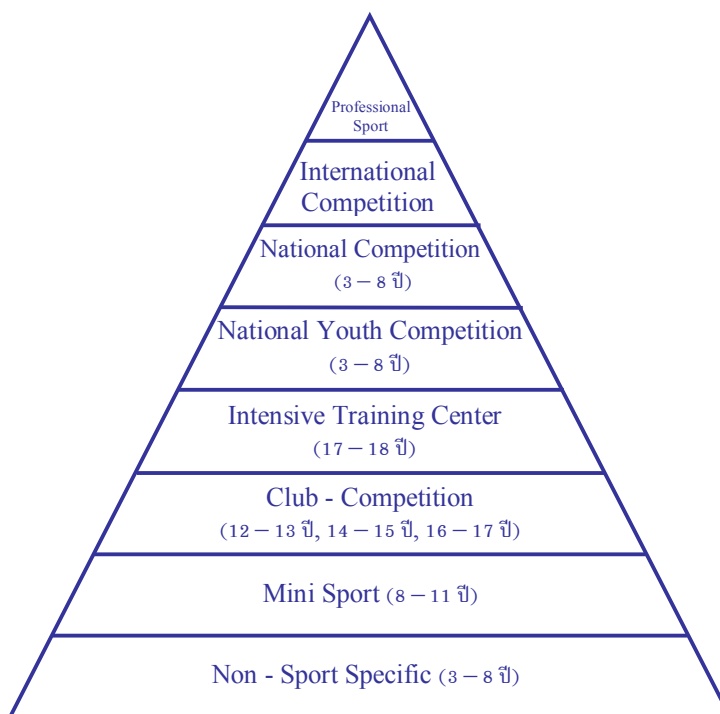 Professional
Sport
International
Competition
National Competition
(3 – 8 ปี)
National Youth Competition
(3 – 8 ปี)
Intensive Training Center
(17 – 18 ปี)
Club - Competition
(12 – 13 ปี, 14 – 15 ปี, 16 – 17 ปี)
Mini Sport (8 – 11 ปี)
Non - Sport Specific (3 – 8 ปี)